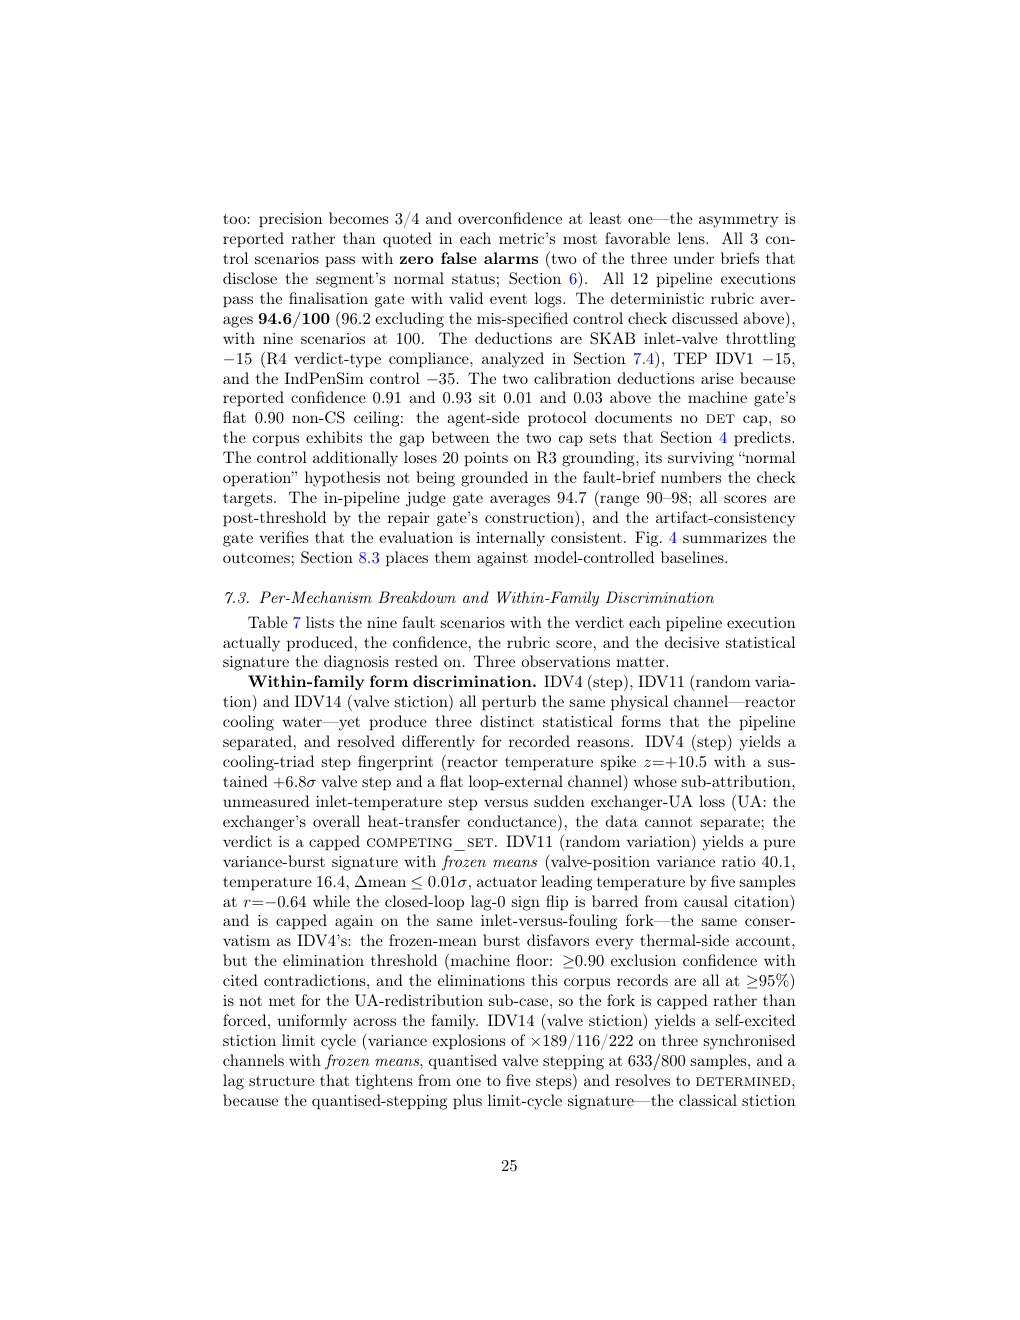 too: precision becomes 3/4 and overconfidence at least one—the asymmetry is
reported rather than quoted in each metric's most favorable lens. All 3 con-
trol scenarios pass with zero false alarms (two of the three under briefs that
disclose the segment's normal status; Section 6). All 12 pipeline executions
pass the finalisation gate with valid event logs. The deterministic rubric aver-
ages 94.6/100 (96.2 excluding the mis-specified control check discussed above),
with nine scenarios at 100. The deductions are SKAB inlet-valve throttling
−15 (R4 verdict-type compliance, analyzed in Section 7.4), TEP IDV1 −15,
and the IndPenSim control −35. The two calibration deductions arise because
reported confidence 0.91 and 0.93 sit 0.01 and 0.03 above the machine gate's
flat 0.90 non-CS ceiling: the agent-side protocol documents no DET cap, so
the corpus exhibits the gap between the two cap sets that Section 4 predicts.
The control additionally loses 20 points on R3 grounding, its surviving “normal
operation” hypothesis not being grounded in the fault-brief numbers the check
targets. The in-pipeline judge gate averages 94.7 (range 90–98; all scores are
post-threshold by the repair gate's construction), and the artifact-consistency
gate verifies that the evaluation is internally consistent. Fig. 4 summarizes the
outcomes; Section 8.3 places them against model-controlled baselines.
7.3. Per-Mechanism Breakdown and Within-Family Discrimination
Table 7 lists the nine fault scenarios with the verdict each pipeline execution
actually produced, the confidence, the rubric score, and the decisive statistical
signature the diagnosis rested on. Three observations matter.
Within-family form discrimination. IDV4 (step), IDV11 (random varia-
tion) and IDV14 (valve stiction) all perturb the same physical channel—reactor
cooling water—yet produce three distinct statistical forms that the pipeline
separated, and resolved differently for recorded reasons. IDV4 (step) yields a
cooling-triad step fingerprint (reactor temperature spike z=+10.5 with a sus-
tained +6.8σ valve step and a flat loop-external channel) whose sub-attribution,
unmeasured inlet-temperature step versus sudden exchanger-UA loss (UA: the
exchanger's overall heat-transfer conductance), the data cannot separate; the
verdict is a capped COMPETING_SET. IDV11 (random variation) yields a pure
variance-burst signature with frozen means (valve-position variance ratio 40.1,
temperature 16.4, Δmean ≤ 0.01σ, actuator leading temperature by five samples
at r=−0.64 while the closed-loop lag-0 sign flip is barred from causal citation)
and is capped again on the same inlet-versus-fouling fork—the same conser-
vatism as IDV4's: the frozen-mean burst disfavors every thermal-side account,
but the elimination threshold (machine floor: ≥0.90 exclusion confidence with
cited contradictions, and the eliminations this corpus records are all at ≥95%)
is not met for the UA-redistribution sub-case, so the fork is capped rather than
forced, uniformly across the family. IDV14 (valve stiction) yields a self-excited
stiction limit cycle (variance explosions of ×189/116/222 on three synchronised
channels with frozen means, quantised valve stepping at 633/800 samples, and a
lag structure that tightens from one to five steps) and resolves to DETERMINED,
because the quantised-stepping plus limit-cycle signature—the classical stiction
25